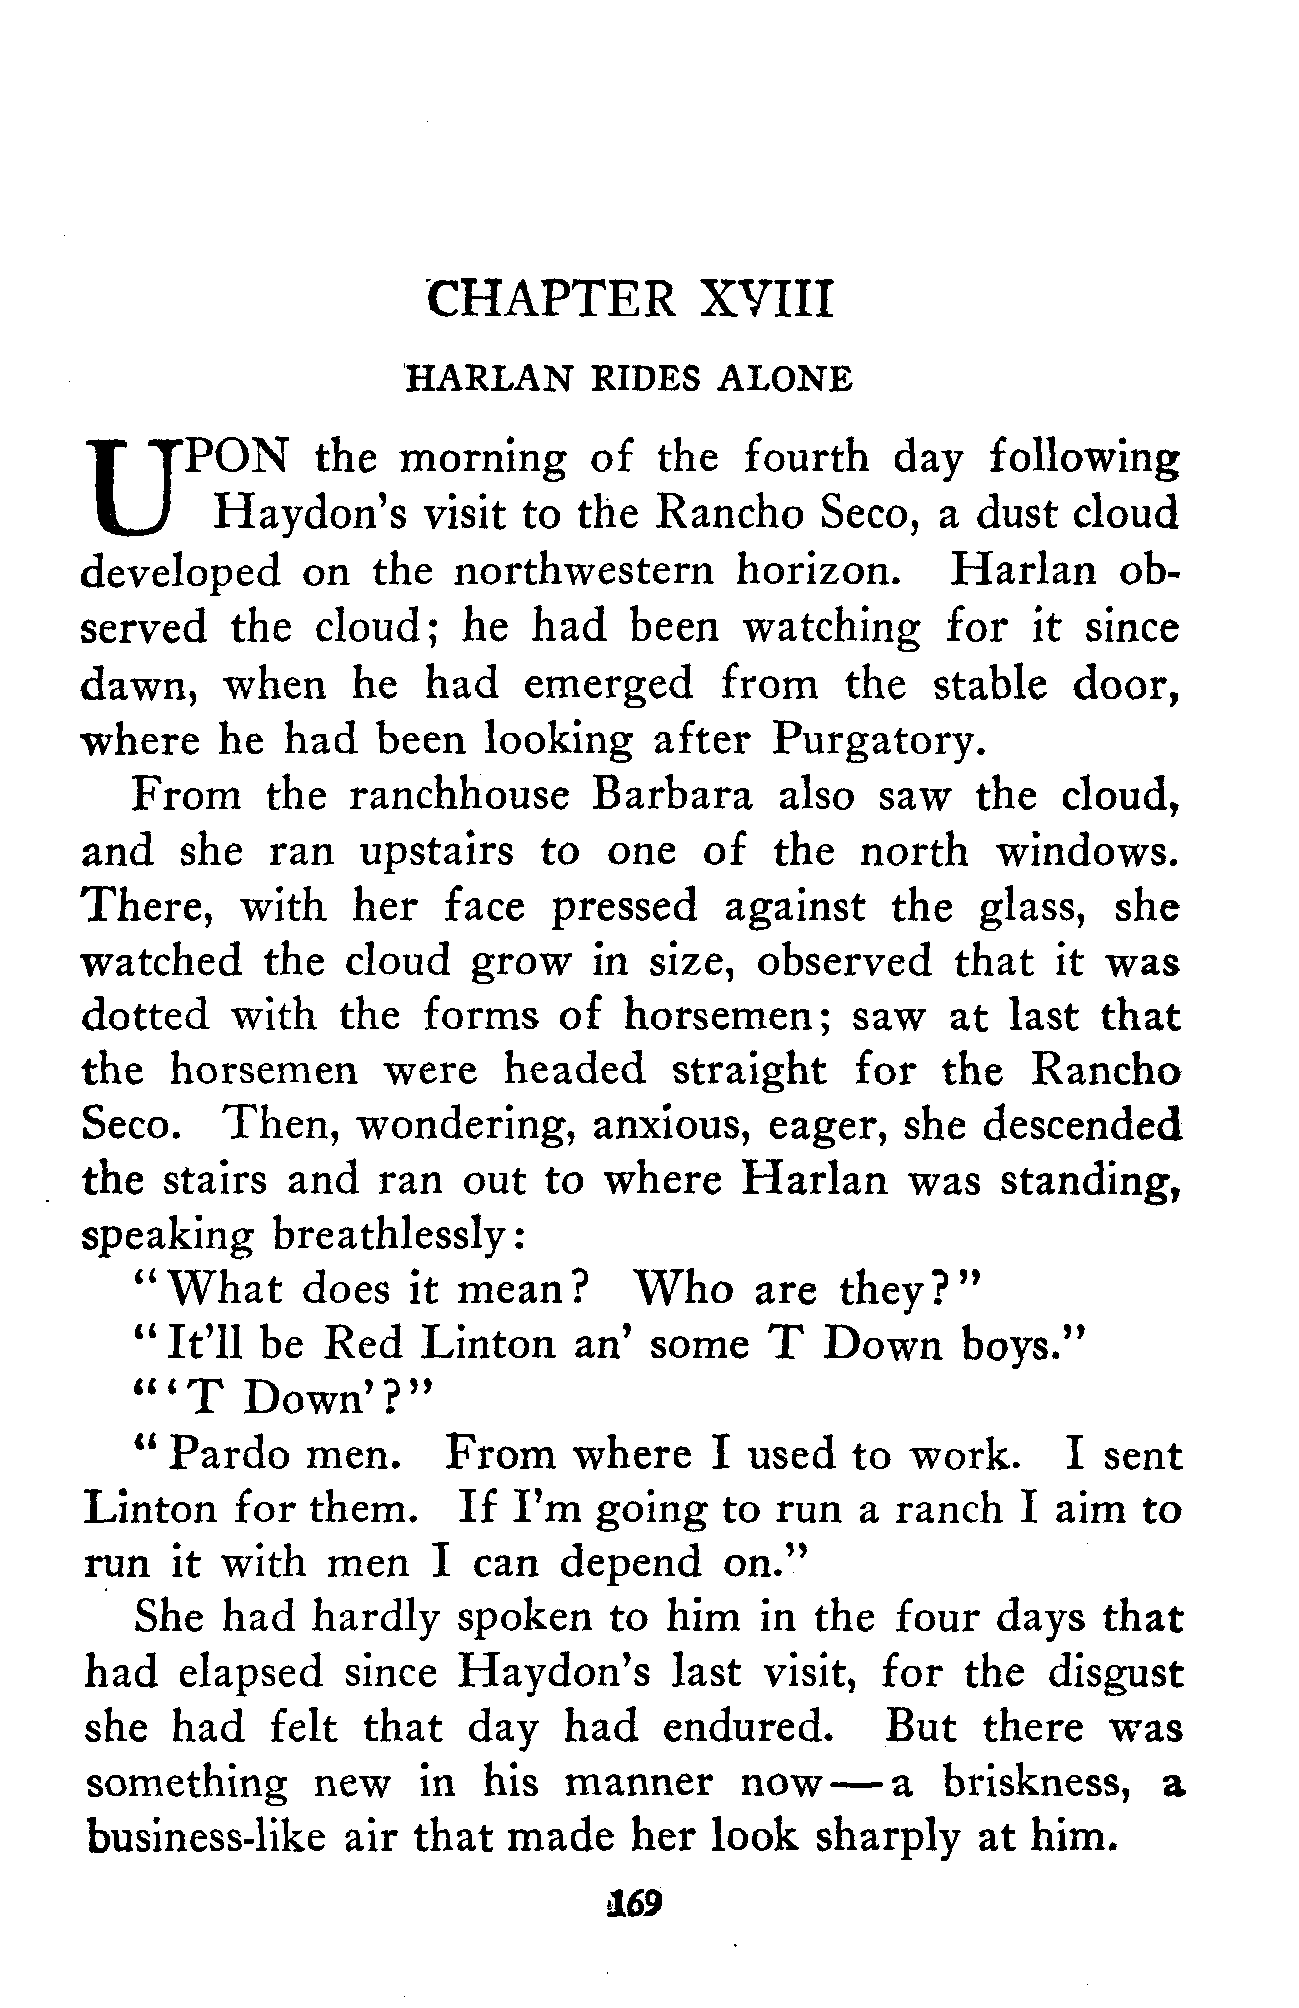 CHAPTER XVIII
HARLAN RIDES ALONE
UPON the morning of the fourth day following
Haydon's visit to the Rancho Seco, a dust cloud
developed on the northwestern horizon. Harlan ob-
served the cloud; he had been watching for it since
dawn, when he had emerged from the stable door,
where he had been looking after Purgatory.
From the ranchhouse Barbara also saw the cloud,
and she ran upstairs to one of the north windows.
There, with her face pressed against the glass, she
watched the cloud grow in size, observed that it was
dotted with the forms of horsemen; saw at last that
the horsemen were headed straight for the Rancho
Seco. Then, wondering, anxious, eager, she descended
the stairs and ran out to where Harlan was standing,
speaking breathlessly:
"What does it mean? Who are they?"
"It'll be Red Linton an' some T Down boys."
"'T Down'?"
"Pardo men. From where I used to work. I sent
Linton for them. If I'm going to run a ranch I aim to
run it with men I can depend on."
She had hardly spoken to him in the four days that
had elapsed since Haydon's last visit, for the disgust
she had felt that day had endured. But there was
something new in his manner now—a briskness, a
business-like air that made her look sharply at him.
169